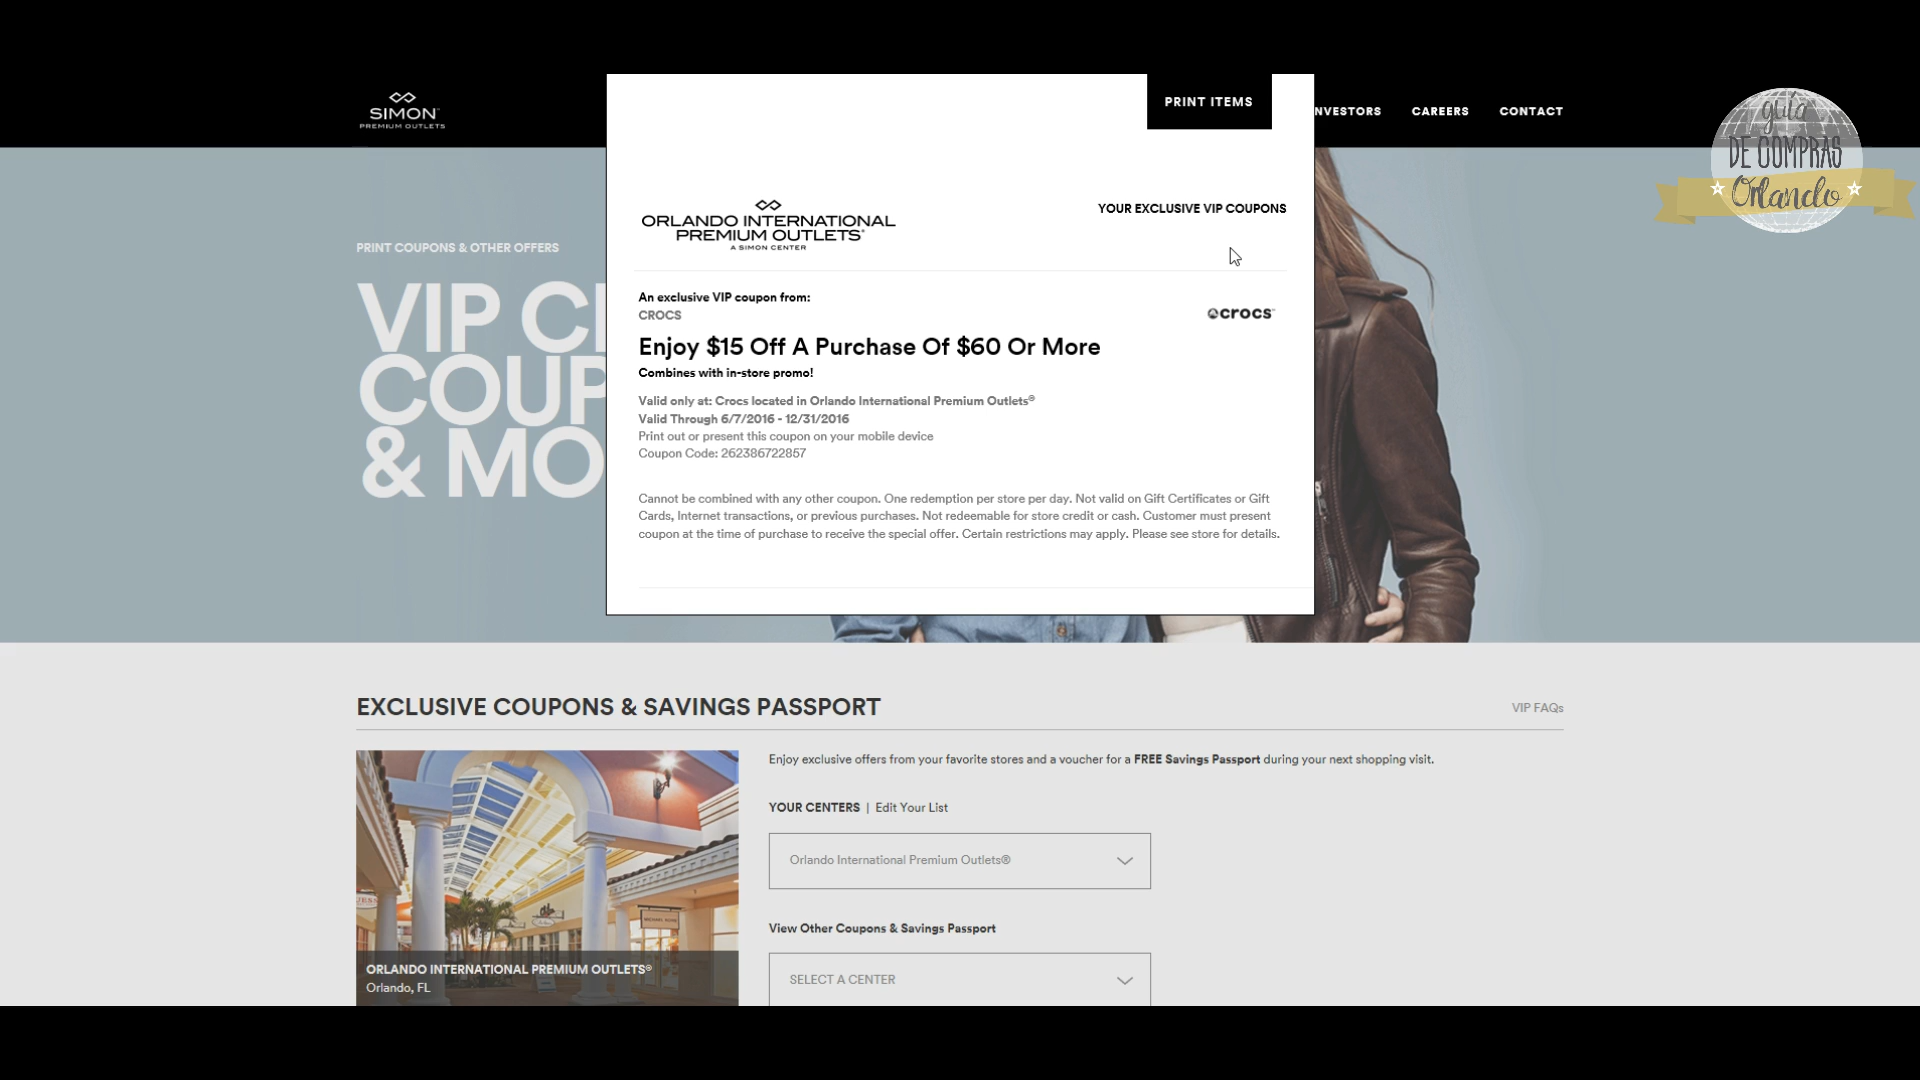 SIMON™
PREMIUM OUTLETS
PRINT ITEMS
NVESTORS
CAREERS
CONTACT
guía
DE COMPRAS
Orlando
ORLANDO INTERNATIONAL
PREMIUM OUTLETS®
A SIMON CENTER
YOUR EXCLUSIVE VIP COUPONS
PRINT COUPONS & OTHER OFFERS
VIP C
COUP
& MO
An exclusive VIP coupon from:
CROCS
crocs™
Enjoy $15 Off A Purchase Of $60 Or More
Combines with in-store promo!
Valid only at: Crocs located in Orlando International Premium Outlets®
Valid Through 6/7/2016 - 12/31/2016
Print out or present this coupon on your mobile device
Coupon Code: 262386722857
Cannot be combined with any other coupon. One redemption per store per day. Not valid on Gift Certificates or Gift
Cards, Internet transactions, or previous purchases. Not redeemable for store credit or cash. Customer must present
coupon at the time of purchase to receive the special offer. Certain restrictions may apply. Please see store for details.
EXCLUSIVE COUPONS & SAVINGS PASSPORT
VIP FAQs
Enjoy exclusive offers from your favorite stores and a voucher for a FREE Savings Passport during your next shopping visit.
YOUR CENTERS | Edit Your List
Orlando International Premium Outlets®
View Other Coupons & Savings Passport
SELECT A CENTER
ORLANDO INTERNATIONAL PREMIUM OUTLETS®
Orlando, FL